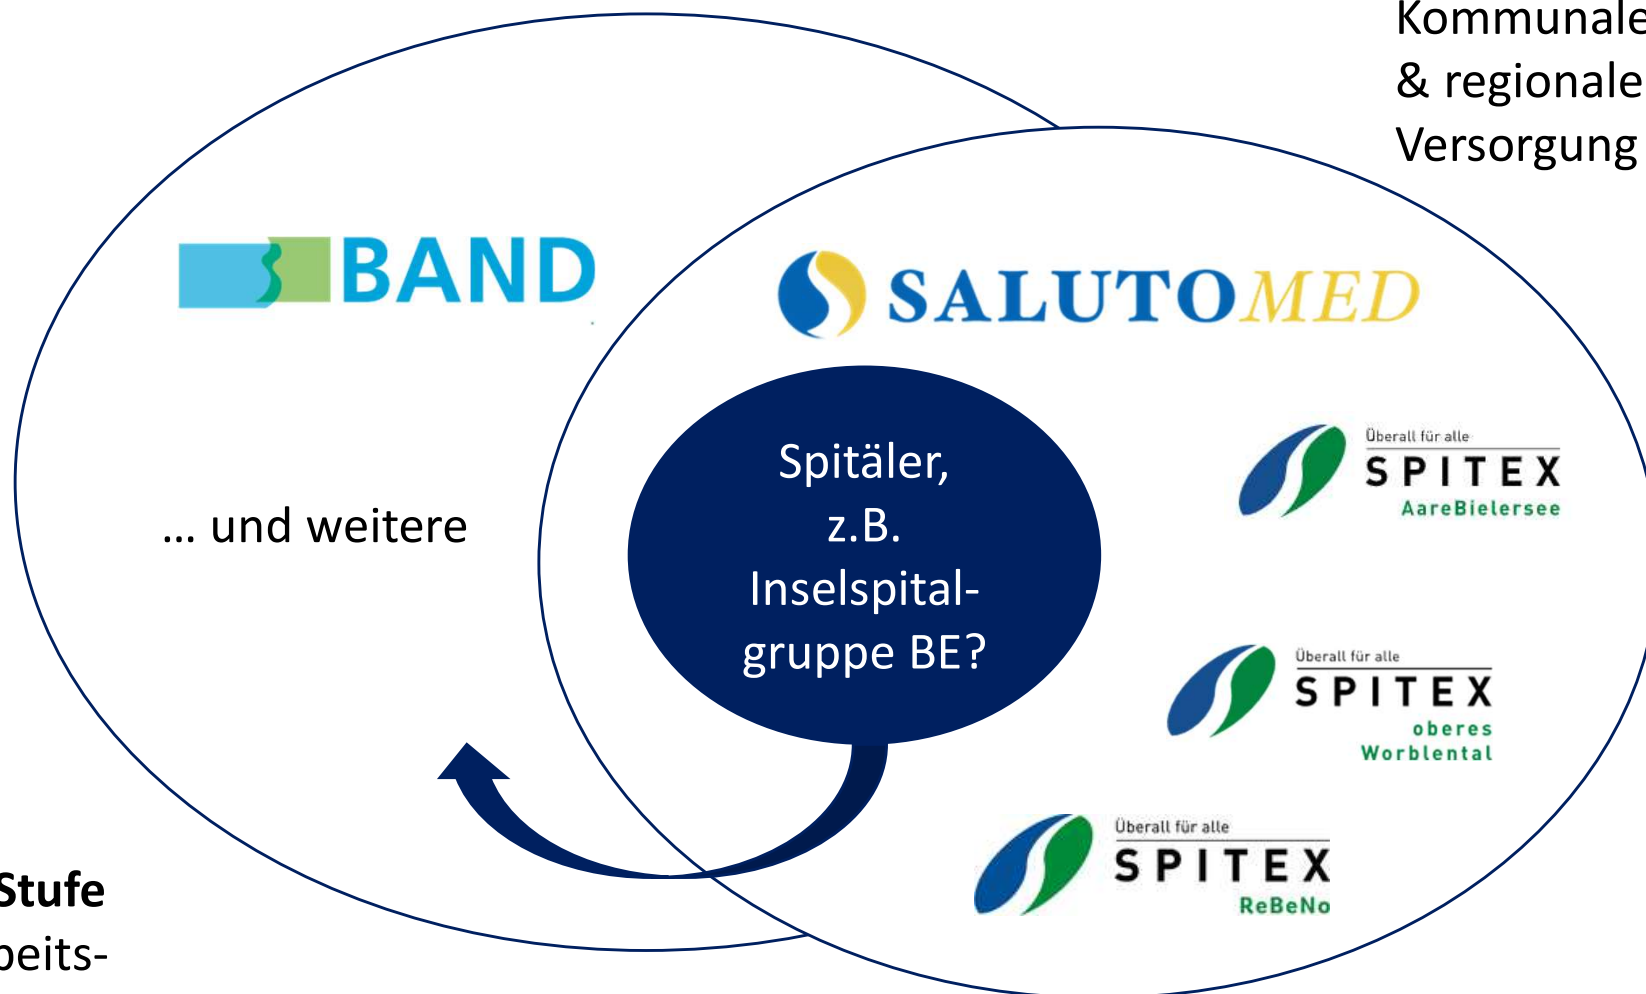 Kommunale
& regionale
Versorgung
BAND
SALUTOMED
Spitäler,
z.B.
Inselspital-
gruppe BE?
… und weitere
Überall für alle
SPITEX
AareBielersee
Überall für alle
SPITEX
oberes
Worblental
Überall für alle
SPITEX
ReBeNo
Stufe
beits-